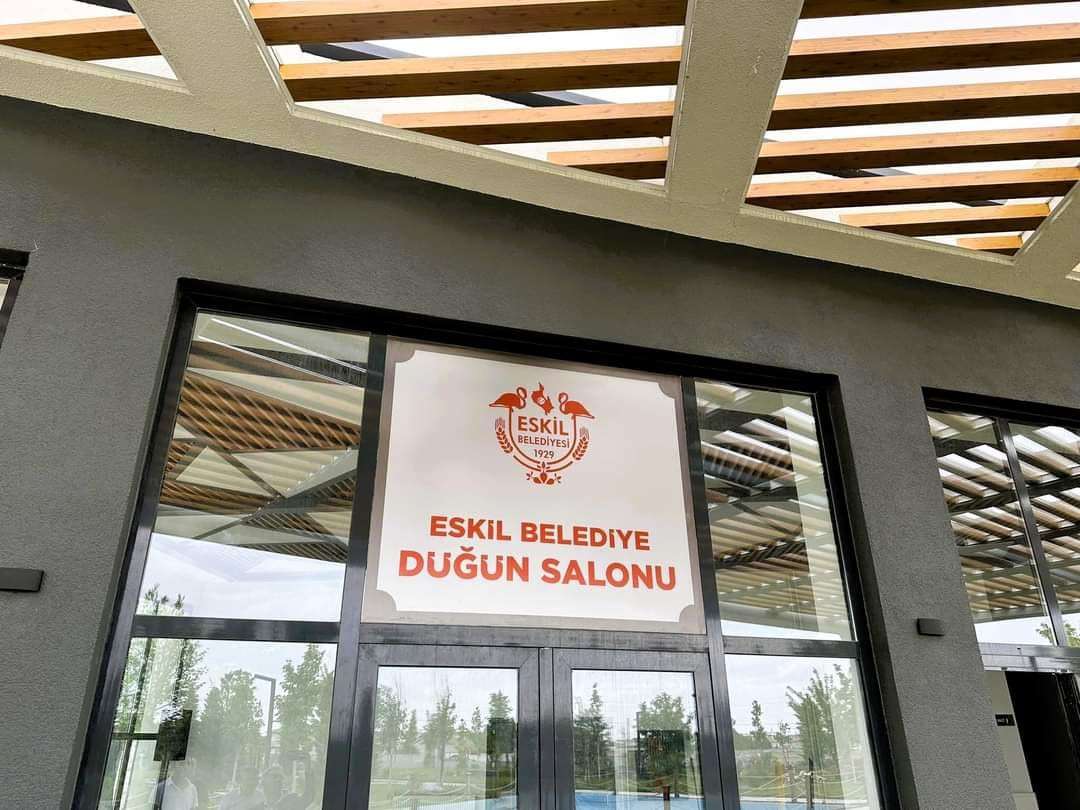 ESKİL
BELEDİYESİ
1929
ESKİL BELEDİYE
DÜĞÜN SALONU